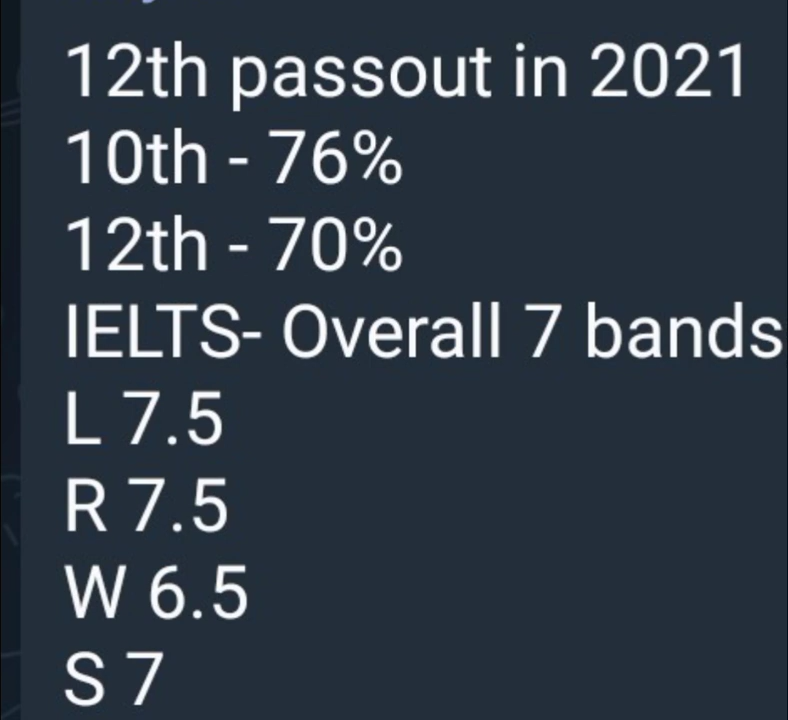 12th passout in 2021
10th - 76%
12th - 70%
IELTS- Overall 7 bands
L 7.5
R 7.5
W 6.5
S 7